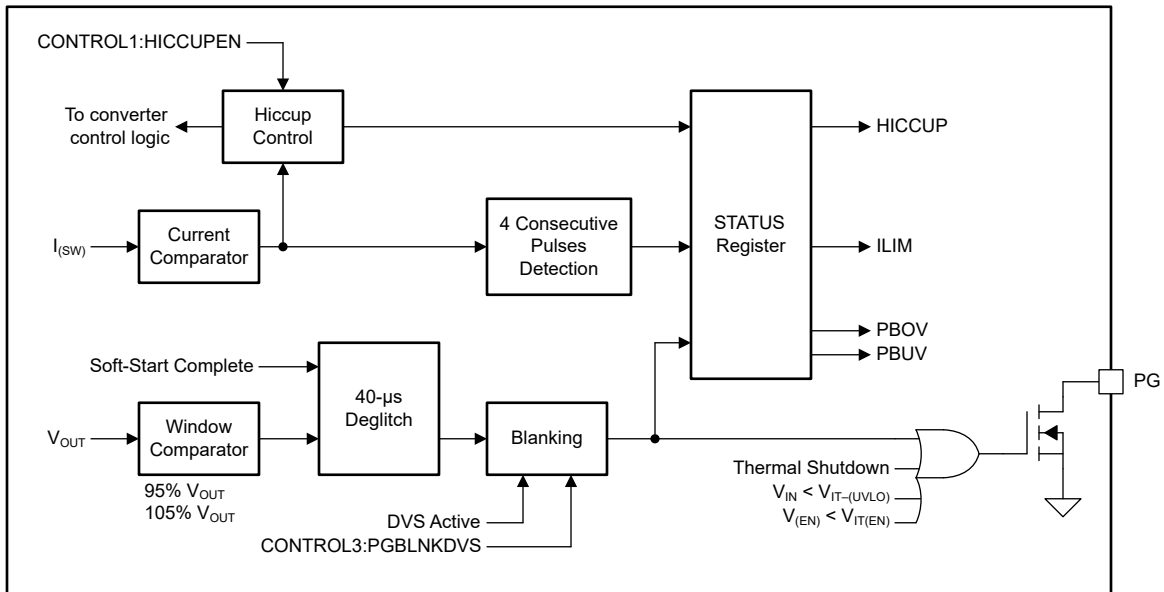 CONTROL1:HICCUPEN
To converter
control logic
Hiccup
Control
HICCUP
I(SW)
Current
Comparator
4 Consecutive
Pulses
Detection
STATUS
Register
ILIM
PBOV
PBUV
Soft-Start Complete
40-µs
Deglitch
PG
VOUT
Window
Comparator
Blanking
95% VOUT
105% VOUT
Thermal Shutdown
VIN < VIT–(UVLO)
V(EN) < VIT(EN)
DVS Active
CONTROL3:PGBLNKDVS